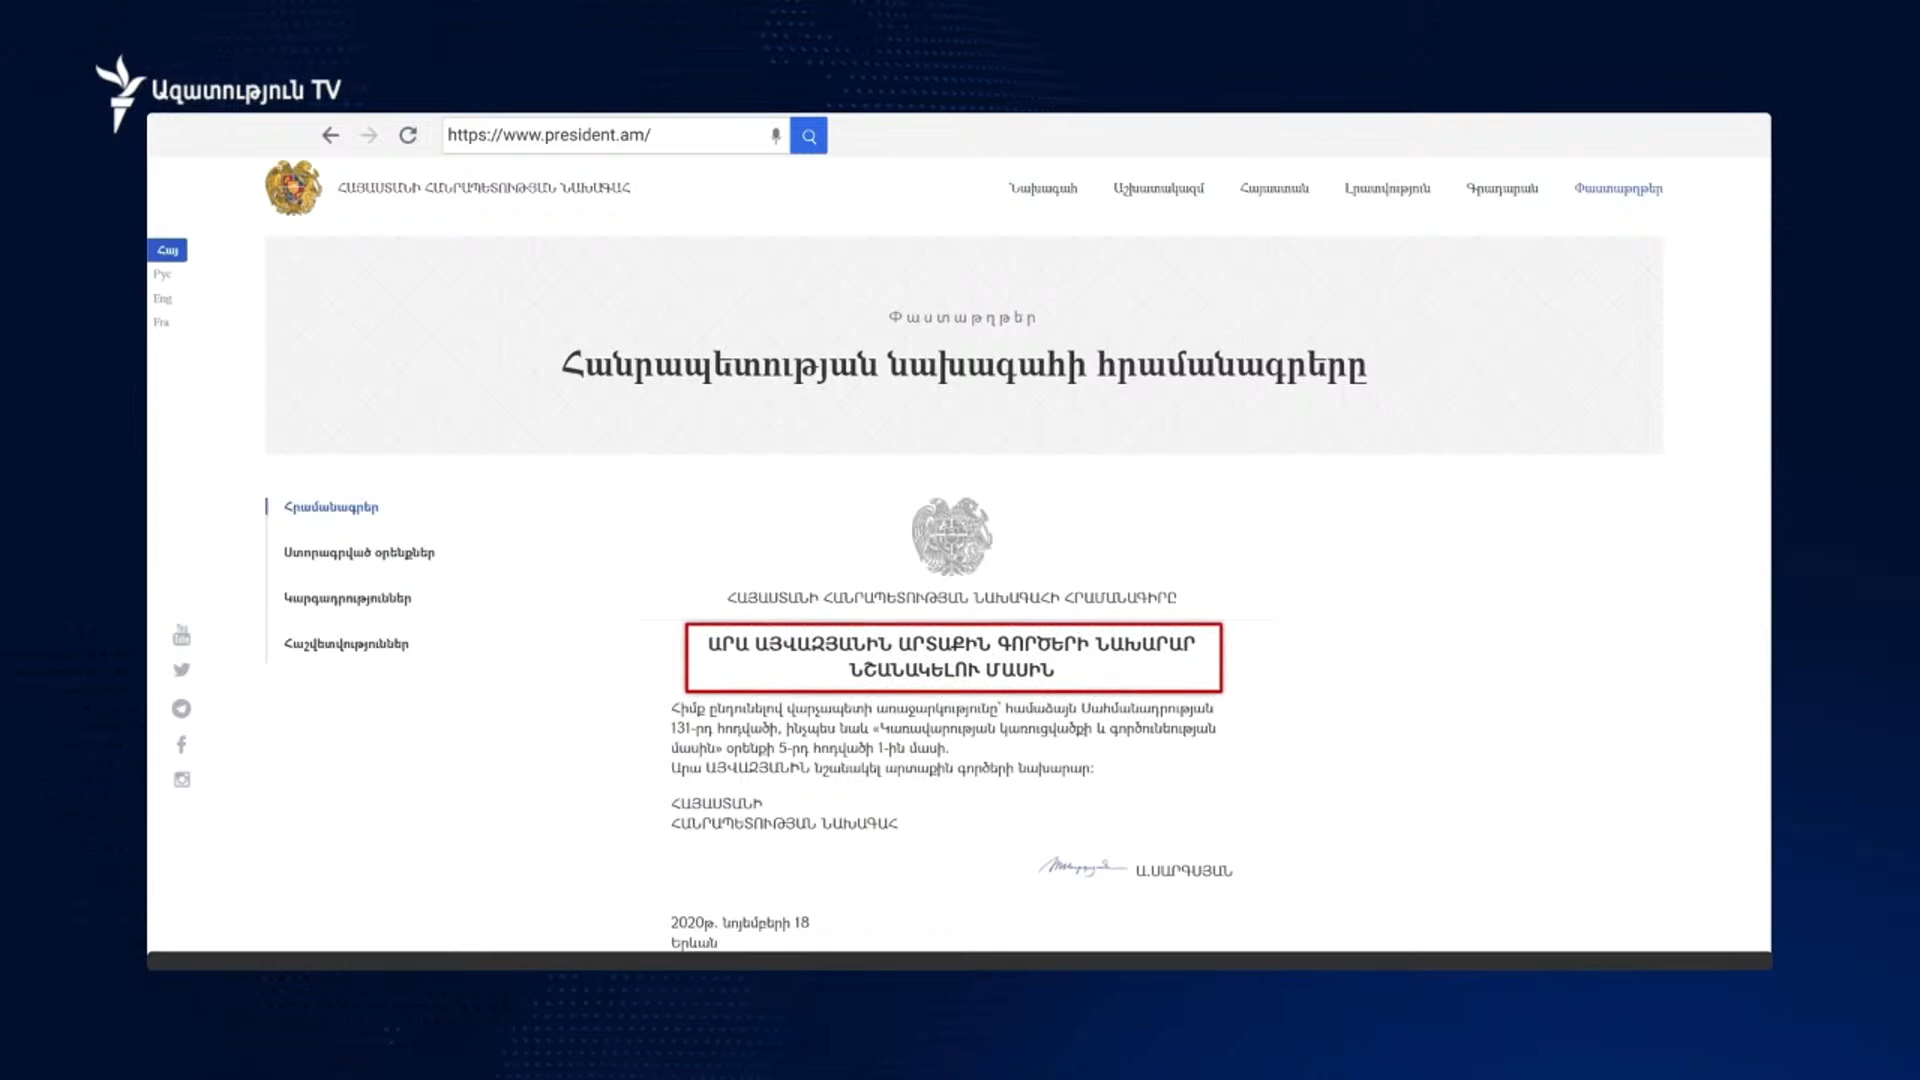 Ազատություն TV
https://www.president.am/
ՀԱՅԱՍՏԱՆԻ ՀԱՆՐԱՊԵՏՈՒԹՅԱՆ ՆԱԽԱԳԱՀ
Նախագահ Աշխատակազմ Հայաստան Լրատվություն Գրադարան Փաստաթղթեր
Հայ
Рус
Eng
Fra
Փաստաթղթեր
Հանրապետության նախագահի հրամանագրերը
Հրամանագրեր
Ստորագրված օրենքներ
Կարգադրություններ
Հաշվետվություններ
ՀԱՅԱՍՏԱՆԻ ՀԱՆՐԱՊԵՏՈՒԹՅԱՆ ՆԱԽԱԳԱՀԻ ՀՐԱՄԱՆԱԳԻՐԸ
ԱՐԱ ԱՅՎԱԶՅԱՆԻՆ ԱՐՏԱՔԻՆ ԳՈՐԾԵՐԻ ՆԱԽԱՐԱՐ
ՆՇԱՆԱԿԵԼՈՒ ՄԱՍԻՆ
Հիմք ընդունելով վարչապետի առաջարկությունը՝ համաձայն Սահմանադրության
131-րդ հոդվածի, ինչպես նաև «Կառավարության կառուցվածքի և գործունեության
մասին» օրենքի 5-րդ հոդվածի 1-ին մասի.
Արա ԱՅՎԱԶՅԱՆԻՆ նշանակել արտաքին գործերի նախարար:
ՀԱՅԱՍՏԱՆԻ
ՀԱՆՐԱՊԵՏՈՒԹՅԱՆ ՆԱԽԱԳԱՀ
Ա.ՍԱՐԳՍՅԱՆ
2020թ. նոյեմբերի 18
Երևան